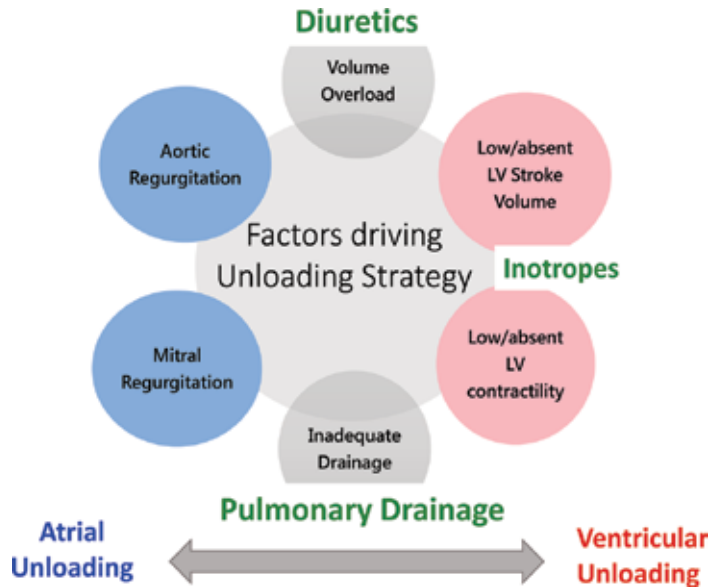 Diuretics
Volume
Overload
Aortic
Regurgitation
Low/absent
LV Stroke
Volume
Factors driving
Unloading Strategy
Inotropes
Mitral
Regurgitation
Low/absent
LV
contractility
Inadequate
Drainage
Pulmonary Drainage
Atrial
Unloading
Ventricular
Unloading